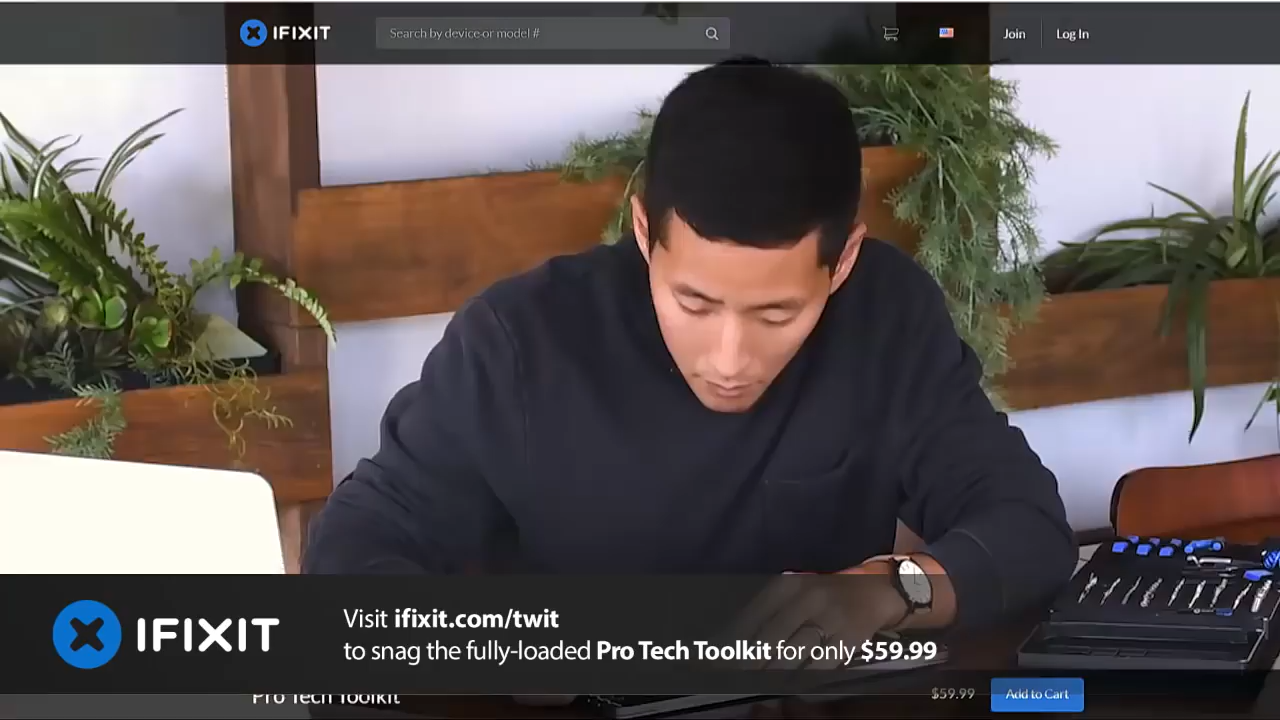 IFIXIT
Search by device or model #
Join
Log In
IFIXIT
Visit ifixit.com/twit
to snag the fully-loaded Pro Tech Toolkit for only $59.99
Pro Tech Toolkit
$59.99
Add to Cart